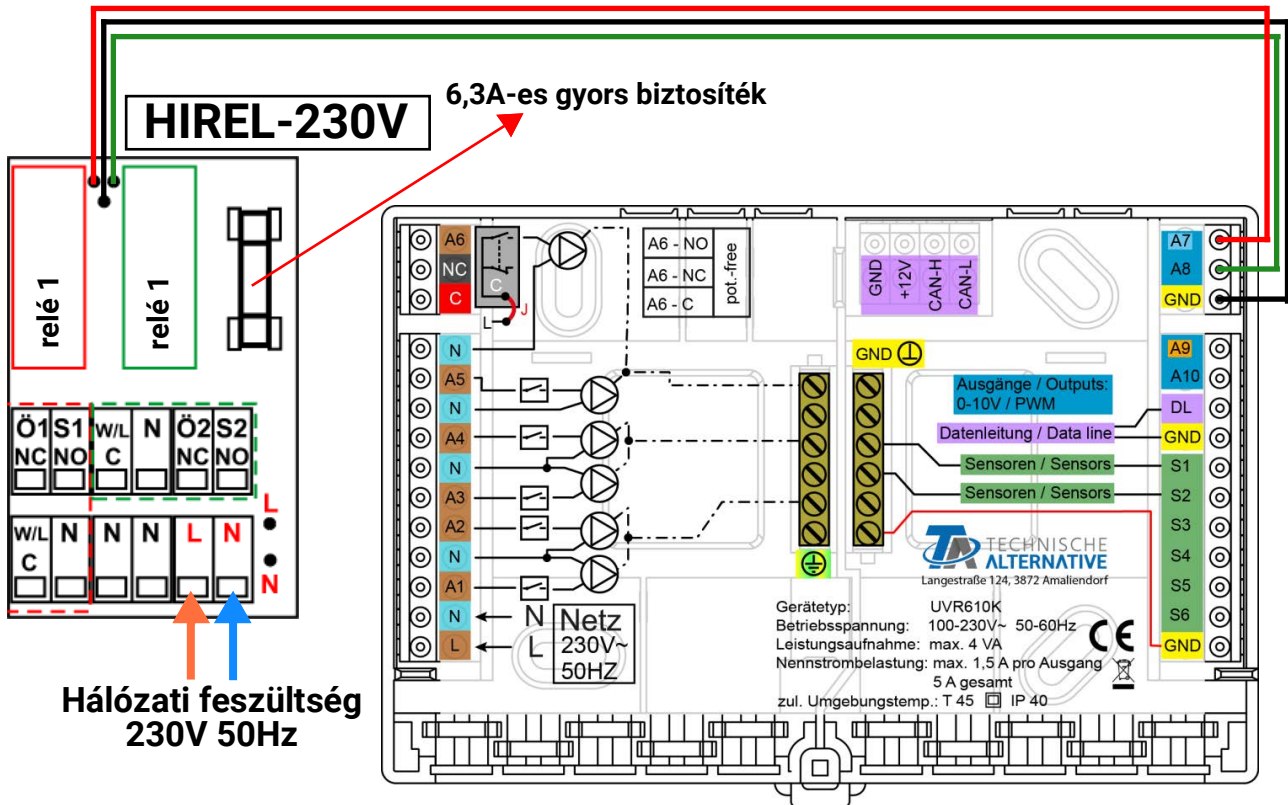 6,3A-es gyors biztosíték
HIREL-230V
relé 1
relé 1
Ö1 S1 W/L N Ö2 S2
NC NO C NC NO
W/L N N N L N
C
L
N
Hálózati feszültség
230V 50Hz
A6
NC
C
N
A5
N
A4
N
A3
A2
N
A1
N
L
C
J
L
A6 - NO
A6 - NC
A6 - C
pot.-free
GND
+12V
CAN-H
CAN-L
N Netz
L 230V~
50HZ
GND
Ausgänge / Outputs:
0-10V / PWM
Datenleitung / Data line
Sensoren / Sensors
Sensoren / Sensors
A7
A8
GND
A9
A10
DL
GND
S1
S2
S3
S4
S5
S6
GND
TA TECHNISCHE
ALTERNATIVE
Langestraße 124, 3872 Amaliendorf
Gerätetyp: UVR610K
Betriebsspannung: 100-230V~ 50-60Hz
Leistungsaufnahme: max. 4 VA
Nennstrombelastung: max. 1,5 A pro Ausgang
5 A gesamt
zul. Umgebungstemp.: T 45 IP 40
CE